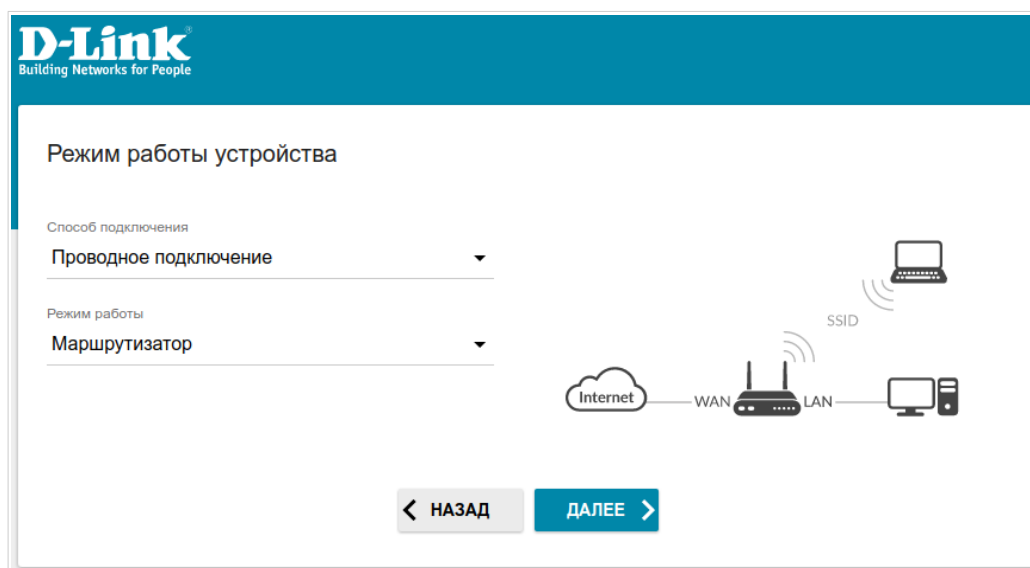 D-Link
Building Networks for People
Режим работы устройства
Способ подключения
Проводное подключение
Режим работы
Маршрутизатор
SSID
Internet
WAN
LAN
НАЗАД
ДАЛЕЕ